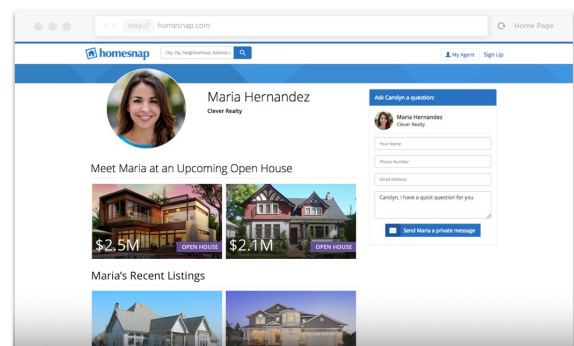 http:// homesnap.com
Home Page
homesnap
City, Zip, Neighborhood, Address
My Agent
Sign Up
Maria Hernandez
Clever Realty
Ask Carolyn a question:
Maria Hernandez
Clever Realty
Your Name
Phone Number
Email Address
Carolyn, I have a quick question for you
Send Maria a private message
Meet Maria at an Upcoming Open House
$2.5M
OPEN HOUSE
$2.1M
OPEN HOUSE
Maria's Recent Listings